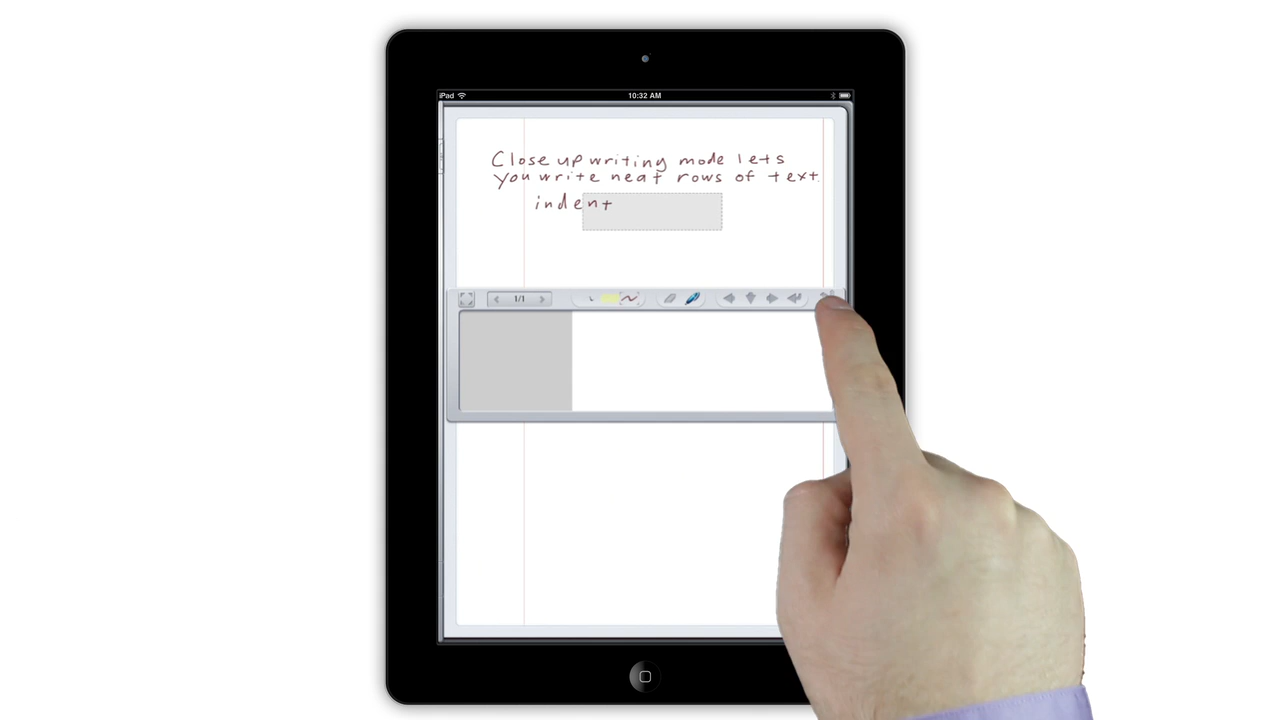 iPad 10:32 AM
Close up writing mode lets
you write neat rows of text.
indent
1/1